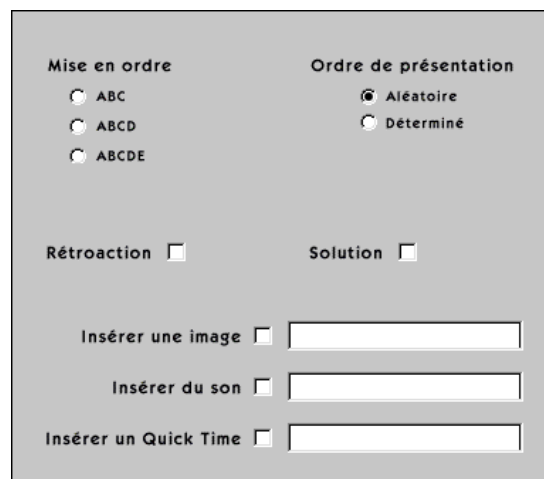 Mise en ordre
ABC
ABCD
ABCDE
Ordre de présentation
Aléatoire
Déterminé
Rétroaction
Solution
Insérer une image
Insérer du son
Insérer un Quick Time